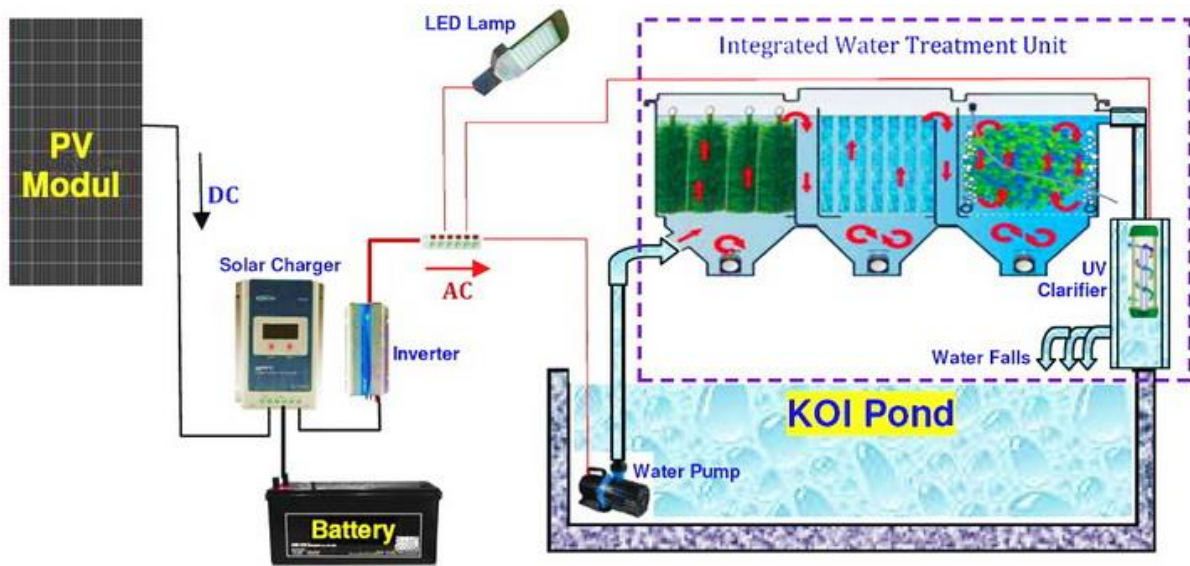 LED Lamp
Integrated Water Treatment Unit
PV
Modul
DC
Solar Charger
AC
Inverter
UV
Clarifier
Water Falls
KOI Pond
Water Pump
Battery